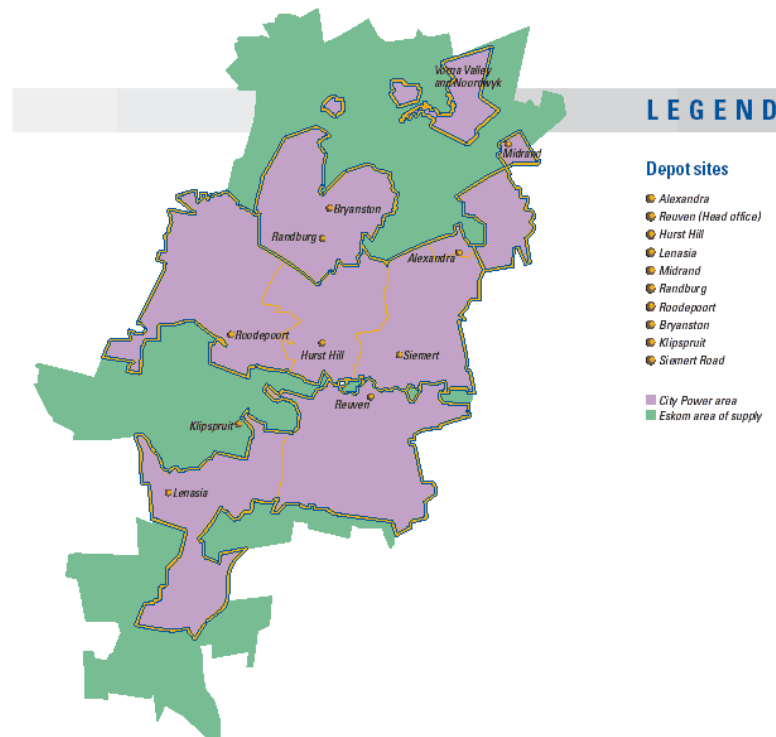 Vorna Valley
and Noordwyk
LEGEND
Midrand
Depot sites
Alexandra
Reuven (Head office)
Hurst Hill
Lenasia
Midrand
Randburg
Roodepoort
Bryanston
Klipspruit
Siemert Road
City Power area
Eskom area of supply
Bryanston
Randburg
Alexandra
Roodepoort
Hurst Hill
Siemert
Reuven
Klipspruit
Lenasia